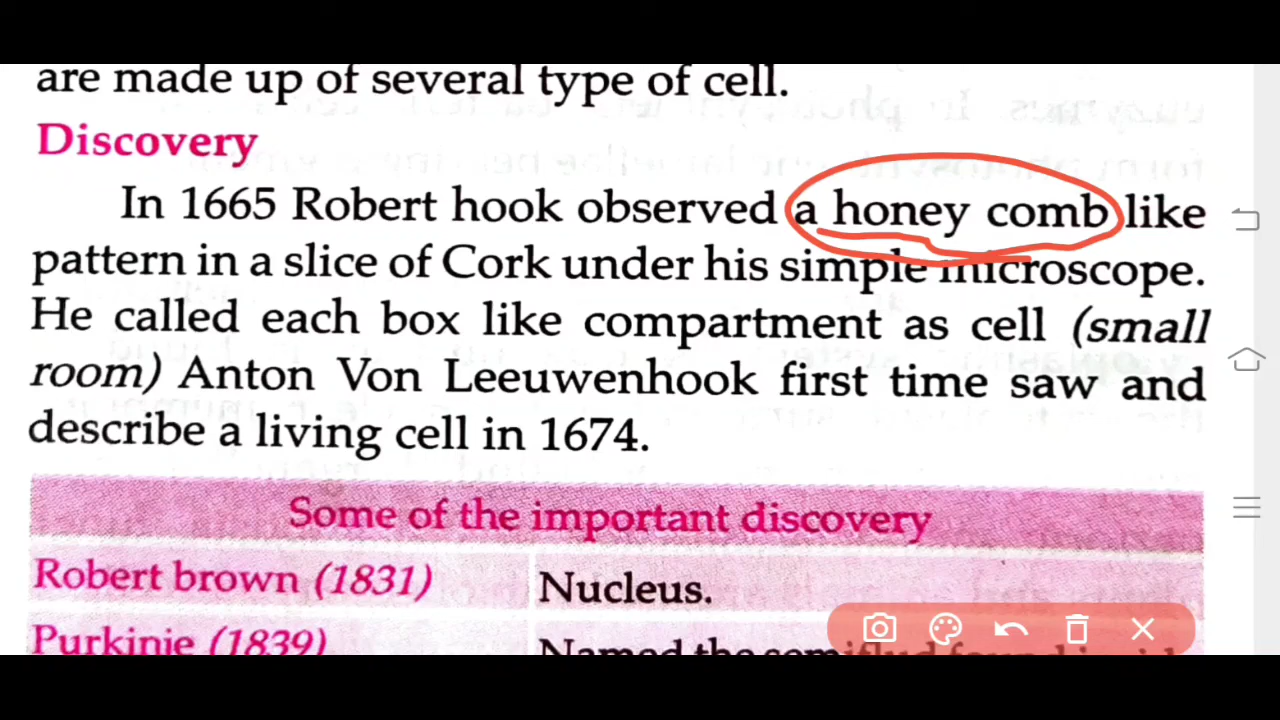 are made up of several type of cell.
Discovery
In 1665 Robert hook observed a honey comb like
pattern in a slice of Cork under his simple microscope.
He called each box like compartment as cell (small
room) Anton Von Leeuwenhook first time saw and
describe a living cell in 1674.
Some of the important discovery
Robert brown (1831) Nucleus.
Purkinje (1839) Named the